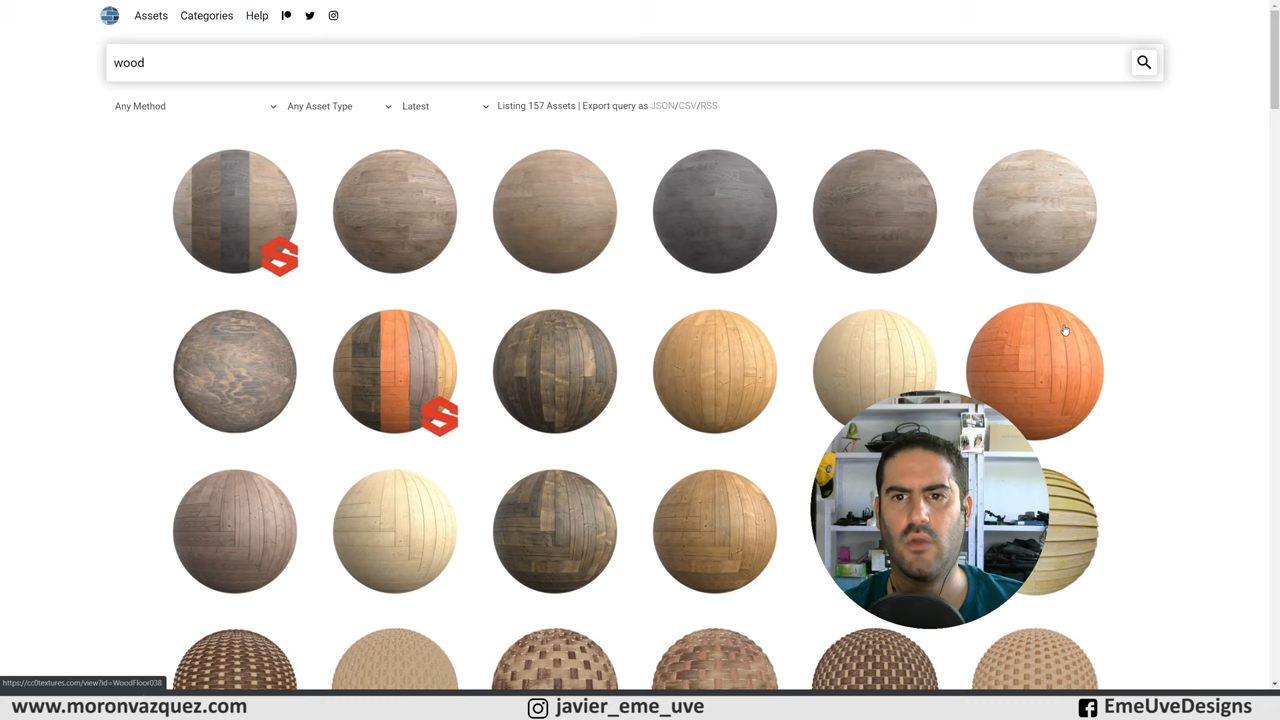 Assets Categories Help
wood
Any Method Any Asset Type Latest Listing 157 Assets | Export query as JSON/CSV/RSS
https://cc0textures.com/view?id=WoodFloor038
www.moronvazquez.com javier_eme_uve EmeUveDesigns